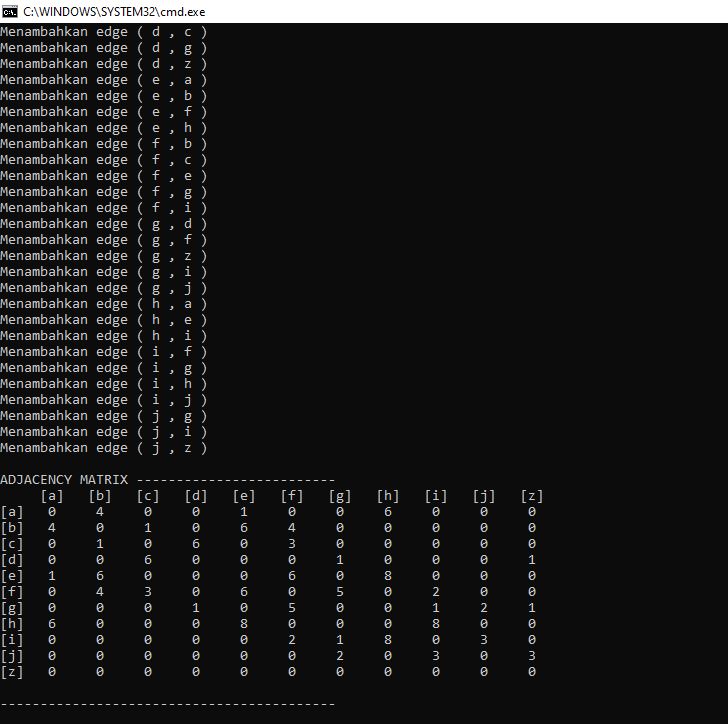 C:\WINDOWS\SYSTEM32\cmd.exe
Menambahkan edge ( d , c )
Menambahkan edge ( d , g )
Menambahkan edge ( d , z )
Menambahkan edge ( e , a )
Menambahkan edge ( e , b )
Menambahkan edge ( e , f )
Menambahkan edge ( e , h )
Menambahkan edge ( f , b )
Menambahkan edge ( f , c )
Menambahkan edge ( f , e )
Menambahkan edge ( f , g )
Menambahkan edge ( f , i )
Menambahkan edge ( g , d )
Menambahkan edge ( g , f )
Menambahkan edge ( g , z )
Menambahkan edge ( g , i )
Menambahkan edge ( g , j )
Menambahkan edge ( h , a )
Menambahkan edge ( h , e )
Menambahkan edge ( h , i )
Menambahkan edge ( i , f )
Menambahkan edge ( i , g )
Menambahkan edge ( i , h )
Menambahkan edge ( i , j )
Menambahkan edge ( j , g )
Menambahkan edge ( j , i )
Menambahkan edge ( j , z )
ADJACENCY MATRIX -------------------------
[a] [b] [c] [d] [e] [f] [g] [h] [i] [j] [z]
[a] 0 4 0 0 1 0 0 6 0 0 0
[b] 4 0 1 0 6 4 0 0 0 0 0
[c] 0 1 0 6 0 3 0 0 0 0 0
[d] 0 0 6 0 0 0 1 0 0 0 1
[e] 1 6 0 0 0 6 0 8 0 0 0
[f] 0 4 3 0 6 0 5 0 2 0 0
[g] 0 0 0 1 0 5 0 0 1 2 1
[h] 6 0 0 0 8 0 0 0 8 0 0
[i] 0 0 0 0 0 2 1 8 0 3 0
[j] 0 0 0 0 0 0 2 0 3 0 3
[z] 0 0 0 0 0 0 0 0 0 0 0
------------------------------------------